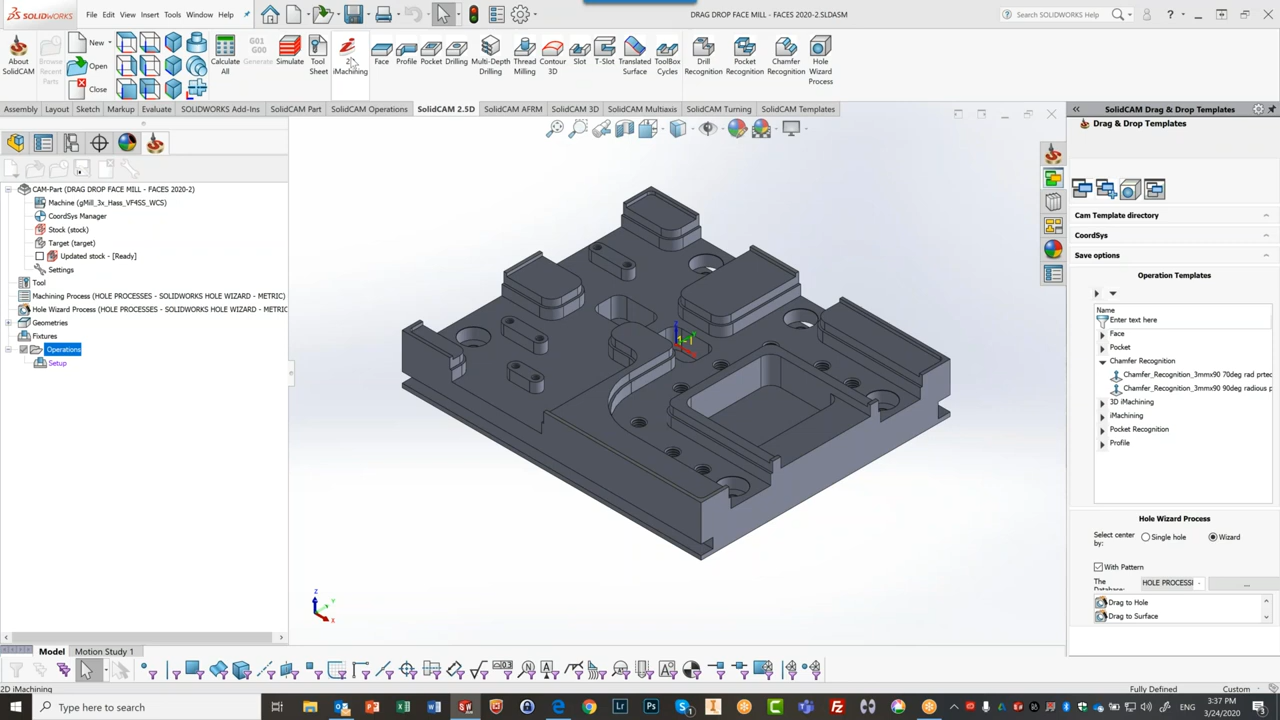 SOLIDWORKS
File Edit View Insert Tools Window Help
DRAG DROP FACE MILL - FACES 2020-2.SLDASM
Search SOLIDWORKS Help
About SolidCAM
Browse Recent Parts
New
Open
Close
Calculate All
G01 G00
Generate
Simulate
Tool Sheet
iMachining
Face
Profile
Pocket
Drilling
Multi-Depth Drilling
Thread Milling
Contour 3D
Slot
T-Slot
Translated Surface
ToolBox Cycles
Drill Recognition
Pocket Recognition
Chamfer Recognition
Hole Wizard Process
Assembly Layout Sketch Markup Evaluate SOLIDWORKS Add-Ins SolidCAM Part SolidCAM Operations SolidCAM 2.5D SolidCAM AFRM SolidCAM 3D SolidCAM Multiaxis SolidCAM Turning SolidCAM Templates
CAM-Part (DRAG DROP FACE MILL - FACES 2020-2)
Machine (gMill_3x_Hass_VF4SS_WCS)
CoordSys Manager
Stock (stock)
Target (target)
Updated stock - [Ready]
Settings
Tool
Machining Process (HOLE PROCESSES - SOLIDWORKS HOLE WIZARD - METRIC)
Hole Wizard Process (HOLE PROCESSES - SOLIDWORKS HOLE WIZARD - METRIC
Geometries
Fixtures
Operations
Setup
Z
Y
X
SolidCAM Drag & Drop Templates
Drag & Drop Templates
Cam Template directory
CoordSys
Save options
Operation Templates
Name
Enter text here
Face
Pocket
Chamfer Recognition
Chamfer_Recognition_3mmx90 70deg rad prtec
Chamfer_Recognition_3mmx90 90deg radious p
3D iMachining
iMachining
Pocket Recognition
Profile
Hole Wizard Process
Select center by: Single hole Wizard
With Pattern
The Database: HOLE PROCESSI ...
Drag to Hole
Drag to Surface
Model Motion Study 1
2D iMachining
Fully Defined Custom
Type here to search
3:37 PM
3/24/2020